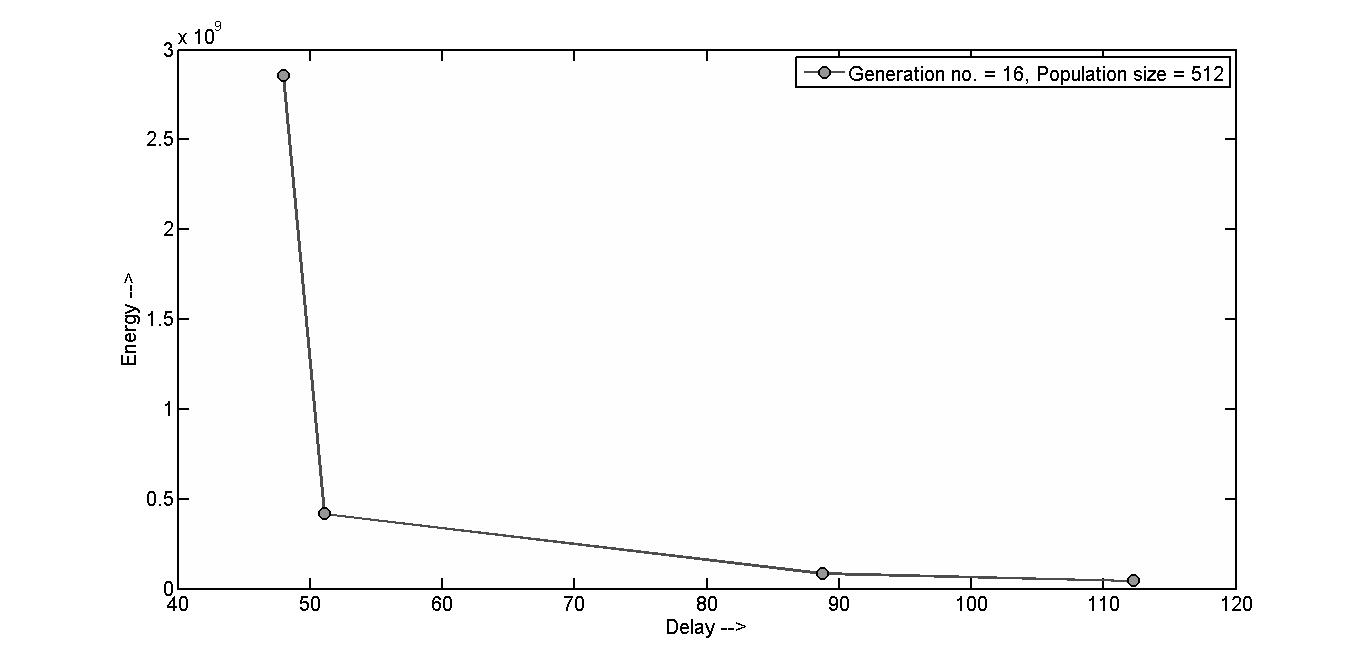 x 10^9
Generation no. = 16, Population size = 512
3
2.5
2
1.5
1
0.5
0
Energy -->
40 50 60 70 80 90 100 110 120
Delay -->